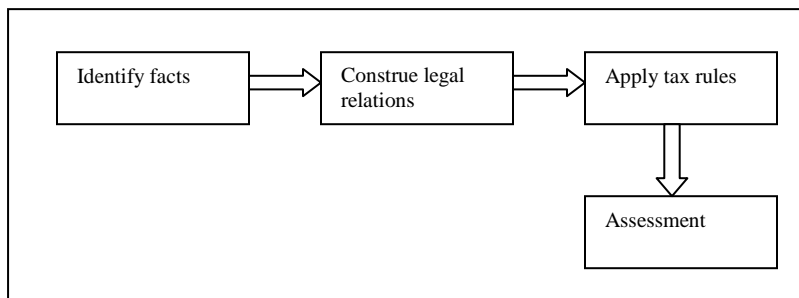 Identify facts
Construe legal
relations
Apply tax rules
Assessment